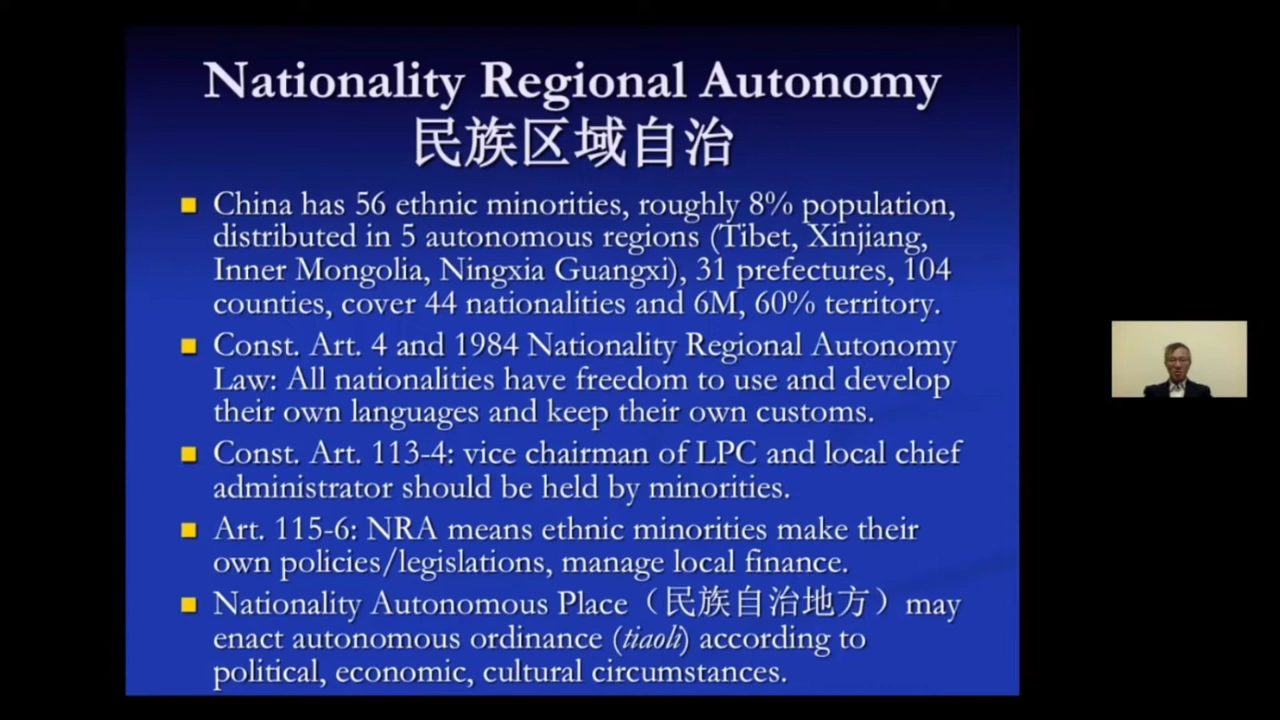 Nationality Regional Autonomy
民族区域自治
China has 56 ethnic minorities, roughly 8% population,
distributed in 5 autonomous regions (Tibet, Xinjiang,
Inner Mongolia, Ningxia Guangxi), 31 prefectures, 104
counties, cover 44 nationalities and 6M, 60% territory.
Const. Art. 4 and 1984 Nationality Regional Autonomy
Law: All nationalities have freedom to use and develop
their own languages and keep their own customs.
Const. Art. 113-4: vice chairman of LPC and local chief
administrator should be held by minorities.
Art. 115-6: NRA means ethnic minorities make their
own policies/legislations, manage local finance.
Nationality Autonomous Place（民族自治地方）may
enact autonomous ordinance (tiaoli) according to
political, economic, cultural circumstances.